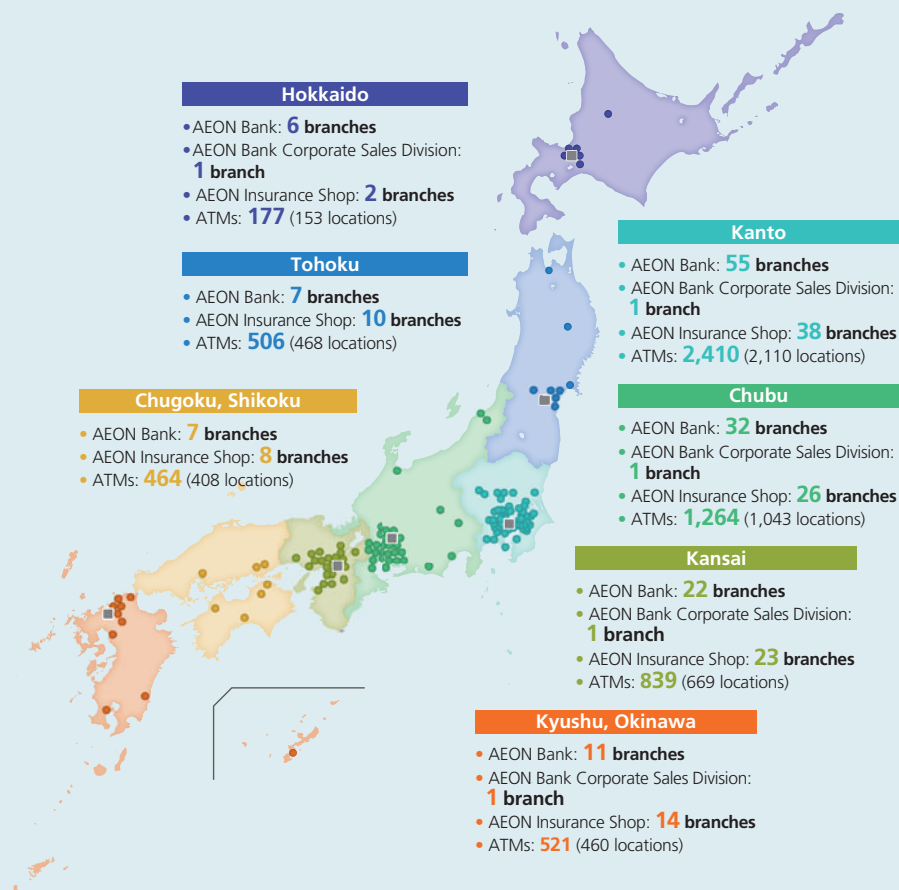 Hokkaido
•AEON Bank: 6 branches
•AEON Bank Corporate Sales Division:
1 branch
• AEON Insurance Shop: 2 branches
• ATMs: 177 (153 locations)
Tohoku
• AEON Bank: 7 branches
• AEON Insurance Shop: 10 branches
• ATMs: 506 (468 locations)
Chugoku, Shikoku
• AEON Bank: 7 branches
• AEON Insurance Shop: 8 branches
• ATMs: 464 (408 locations)
Kanto
• AEON Bank: 55 branches
• AEON Bank Corporate Sales Division:
1 branch
• AEON Insurance Shop: 38 branches
• ATMs: 2,410 (2,110 locations)
Chubu
• AEON Bank: 32 branches
• AEON Bank Corporate Sales Division:
1 branch
• AEON Insurance Shop: 26 branches
• ATMs: 1,264 (1,043 locations)
Kansai
• AEON Bank: 22 branches
• AEON Bank Corporate Sales Division:
1 branch
• AEON Insurance Shop: 23 branches
• ATMs: 839 (669 locations)
Kyushu, Okinawa
• AEON Bank: 11 branches
• AEON Bank Corporate Sales Division:
1 branch
• AEON Insurance Shop: 14 branches
• ATMs: 521 (460 locations)